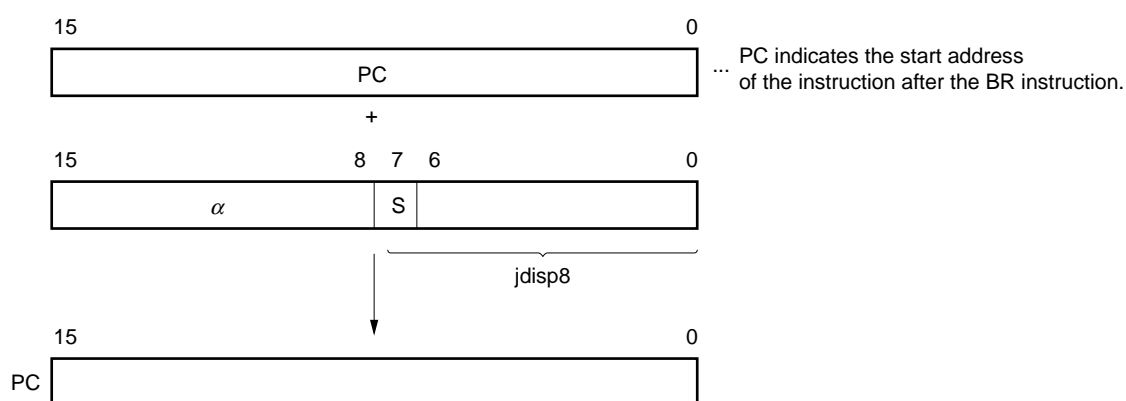 15 0
PC
... PC indicates the start address
of the instruction after the BR instruction.
+
15 8 7 6 0
α S
jdisp8
15 0
PC